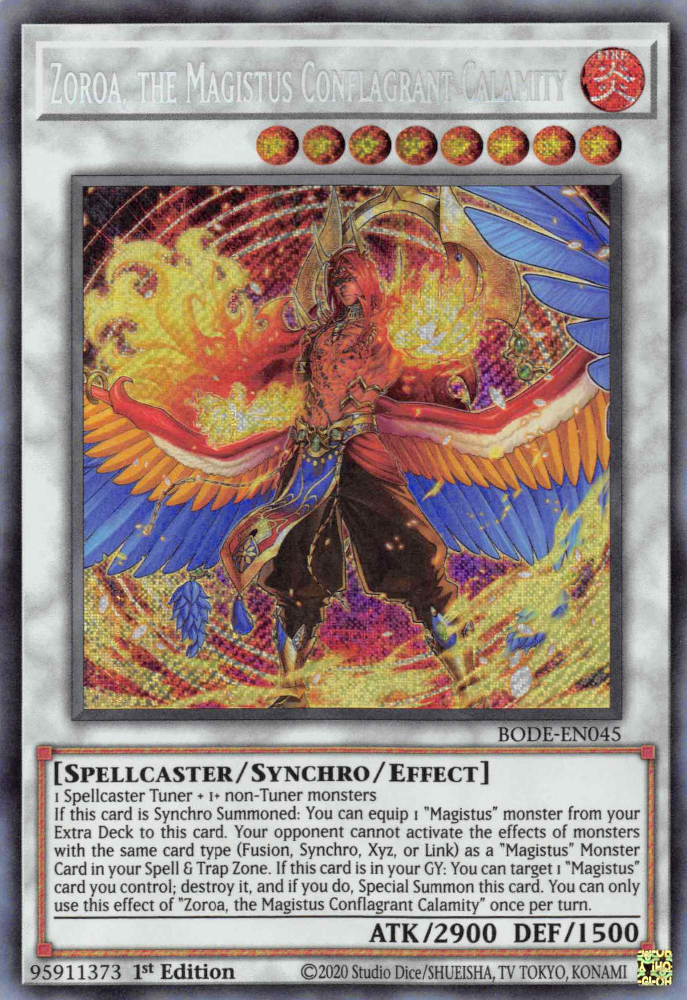 ZOROA, THE MAGISTUS CONFLAGRANT CALAMITY
FIRE
炎
BODE-EN045
[SPELLCASTER/SYNCHRO/EFFECT]
1 Spellcaster Tuner + 1+ non-Tuner monsters
If this card is Synchro Summoned: You can equip 1 "Magistus" monster from your
Extra Deck to this card. Your opponent cannot activate the effects of monsters
with the same card type (Fusion, Synchro, Xyz, or Link) as a "Magistus" Monster
Card in your Spell & Trap Zone. If this card is in your GY: You can target 1 "Magistus"
card you control; destroy it, and if you do, Special Summon this card. You can only
use this effect of "Zoroa, the Magistus Conflagrant Calamity" once per turn.
ATK/2900 DEF/1500
95911373 1st Edition ©2020 Studio Dice/SHUEISHA, TV TOKYO, KONAMI